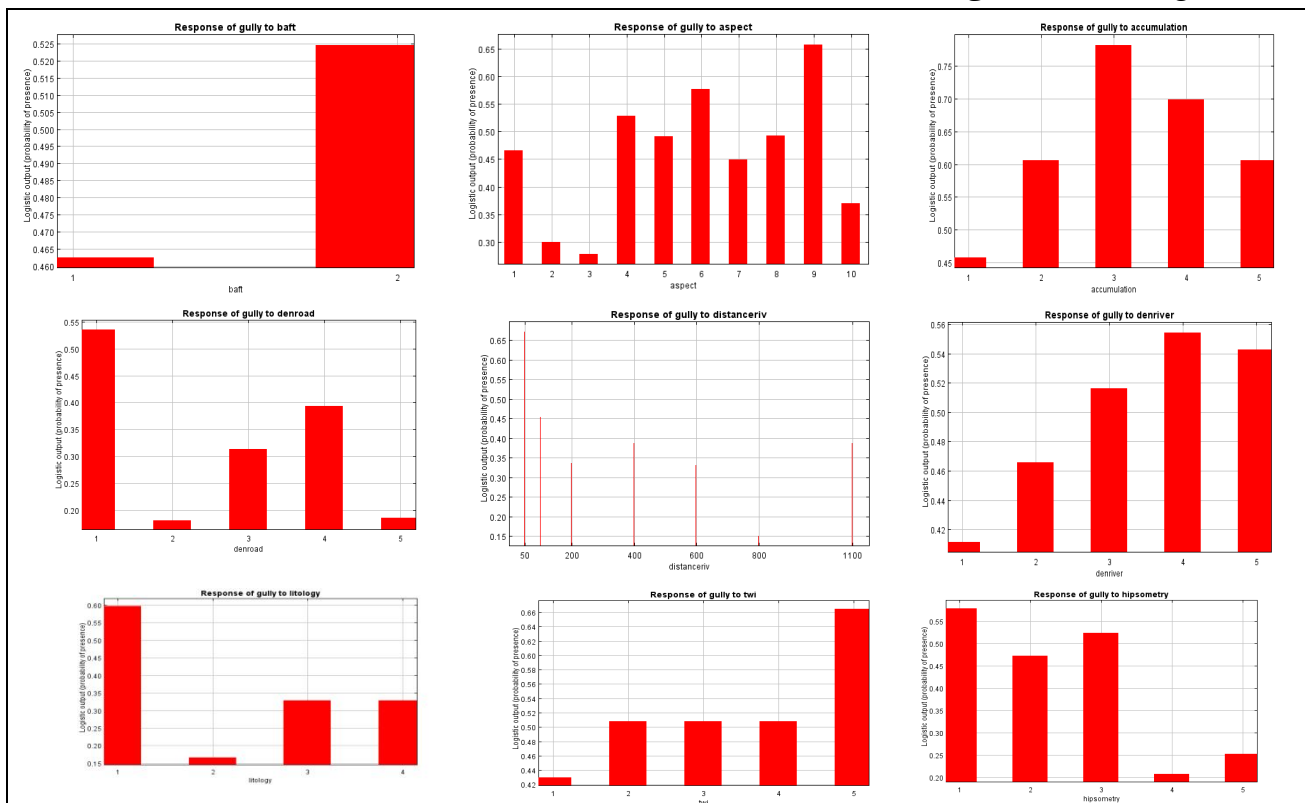 Response of gully to baft
Logistic output (probability of presence)
0.525
0.520
0.515
0.510
0.505
0.500
0.495
0.490
0.485
0.480
0.475
0.470
0.465
0.460
1 2
baft
Response of gully to aspect
Logistic output (probability of presence)
0.65
0.60
0.55
0.50
0.45
0.40
0.35
0.30
1 2 3 4 5 6 7 8 9 10
aspect
Response of gully to accumulation
Logistic output (probability of presence)
0.75
0.70
0.65
0.60
0.55
0.50
0.45
1 2 3 4 5
accumulation
Response of gully to denroad
Logistic output (probability of presence)
0.55
0.50
0.45
0.40
0.35
0.30
0.25
0.20
1 2 3 4 5
denroad
Response of gully to distanceriv
Logistic output (probability of presence)
0.65
0.60
0.55
0.50
0.45
0.40
0.35
0.30
0.25
0.20
0.15
50 200 400 600 800 1100
distanceriv
Response of gully to denriver
Logistic output (probability of presence)
0.56
0.54
0.52
0.50
0.48
0.46
0.44
0.42
1 2 3 4 5
denriver
Response of gully to litology
Logistic output (probability of presence)
0.60
0.55
0.50
0.45
0.40
0.35
0.30
0.25
0.20
0.15
1 2 3 4
litology
Response of gully to twi
Logistic output (probability of presence)
0.66
0.64
0.62
0.60
0.58
0.56
0.54
0.52
0.50
0.48
0.46
0.44
0.42
1 2 3 4 5
twi
Response of gully to hipsometry
Logistic output (probability of presence)
0.55
0.50
0.45
0.40
0.35
0.30
0.25
0.20
1 2 3 4 5
hipsometry